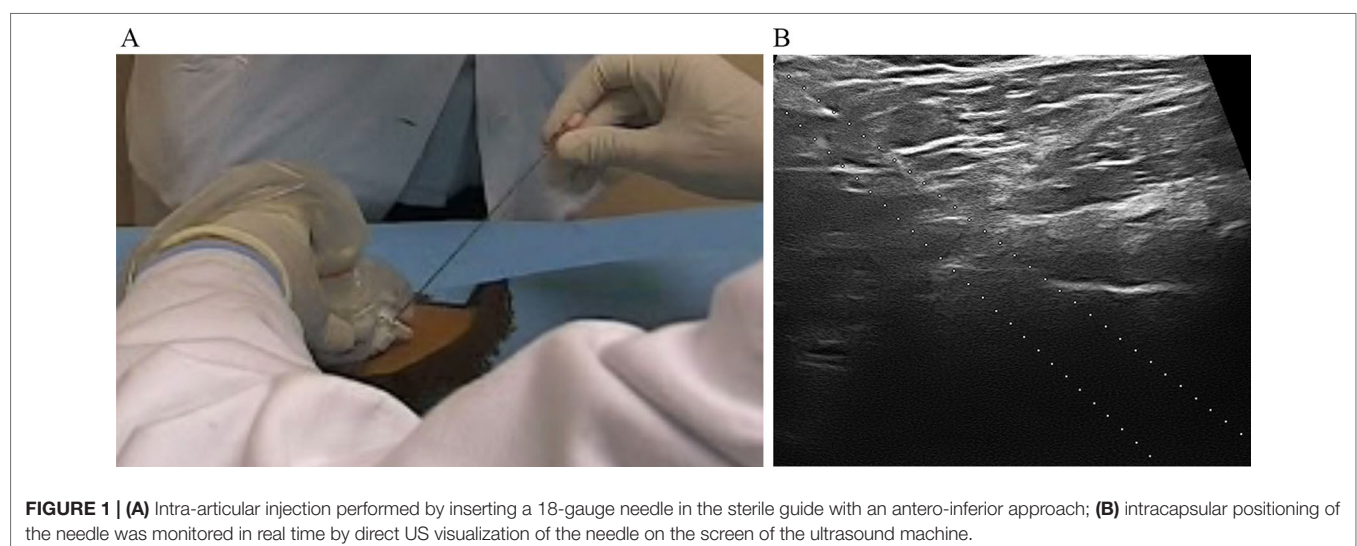 A
B
FIGURE 1 | (A) Intra-articular injection performed by inserting a 18-gauge needle in the sterile guide with an antero-inferior approach; (B) intracapsular positioning of
the needle was monitored in real time by direct US visualization of the needle on the screen of the ultrasound machine.